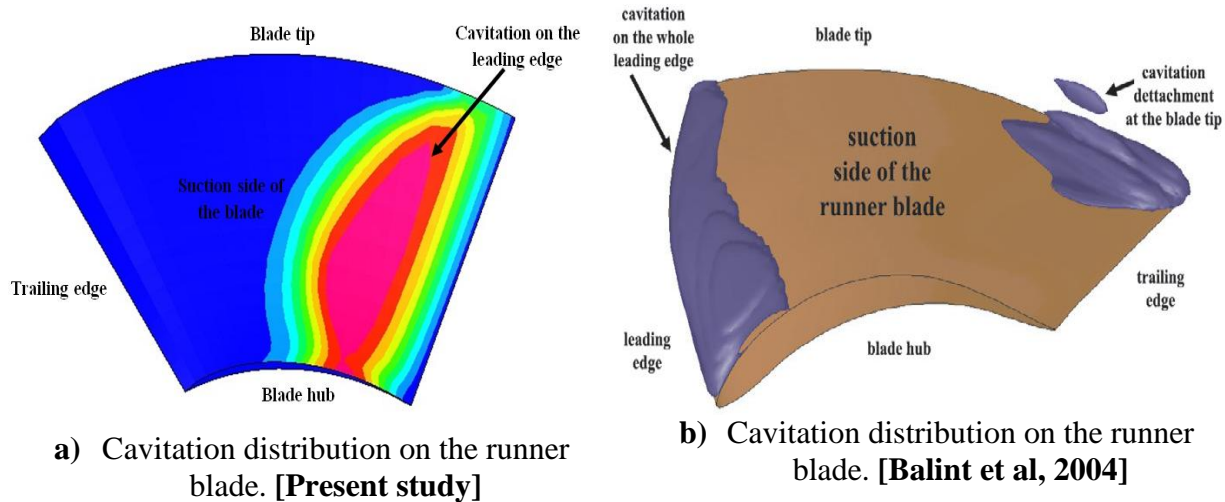 Blade tip
Cavitation on the
leading edge
Suction side of
the blade
Trailing edge
Blade hub
a) Cavitation distribution on the runner
blade. [Present study]
cavitation
on the whole
leading edge
blade tip
cavitation
dettachment
at the blade tip
suction
side of the
runner blade
trailing
edge
leading
edge
blade hub
b) Cavitation distribution on the runner
blade. [Balint et al, 2004]